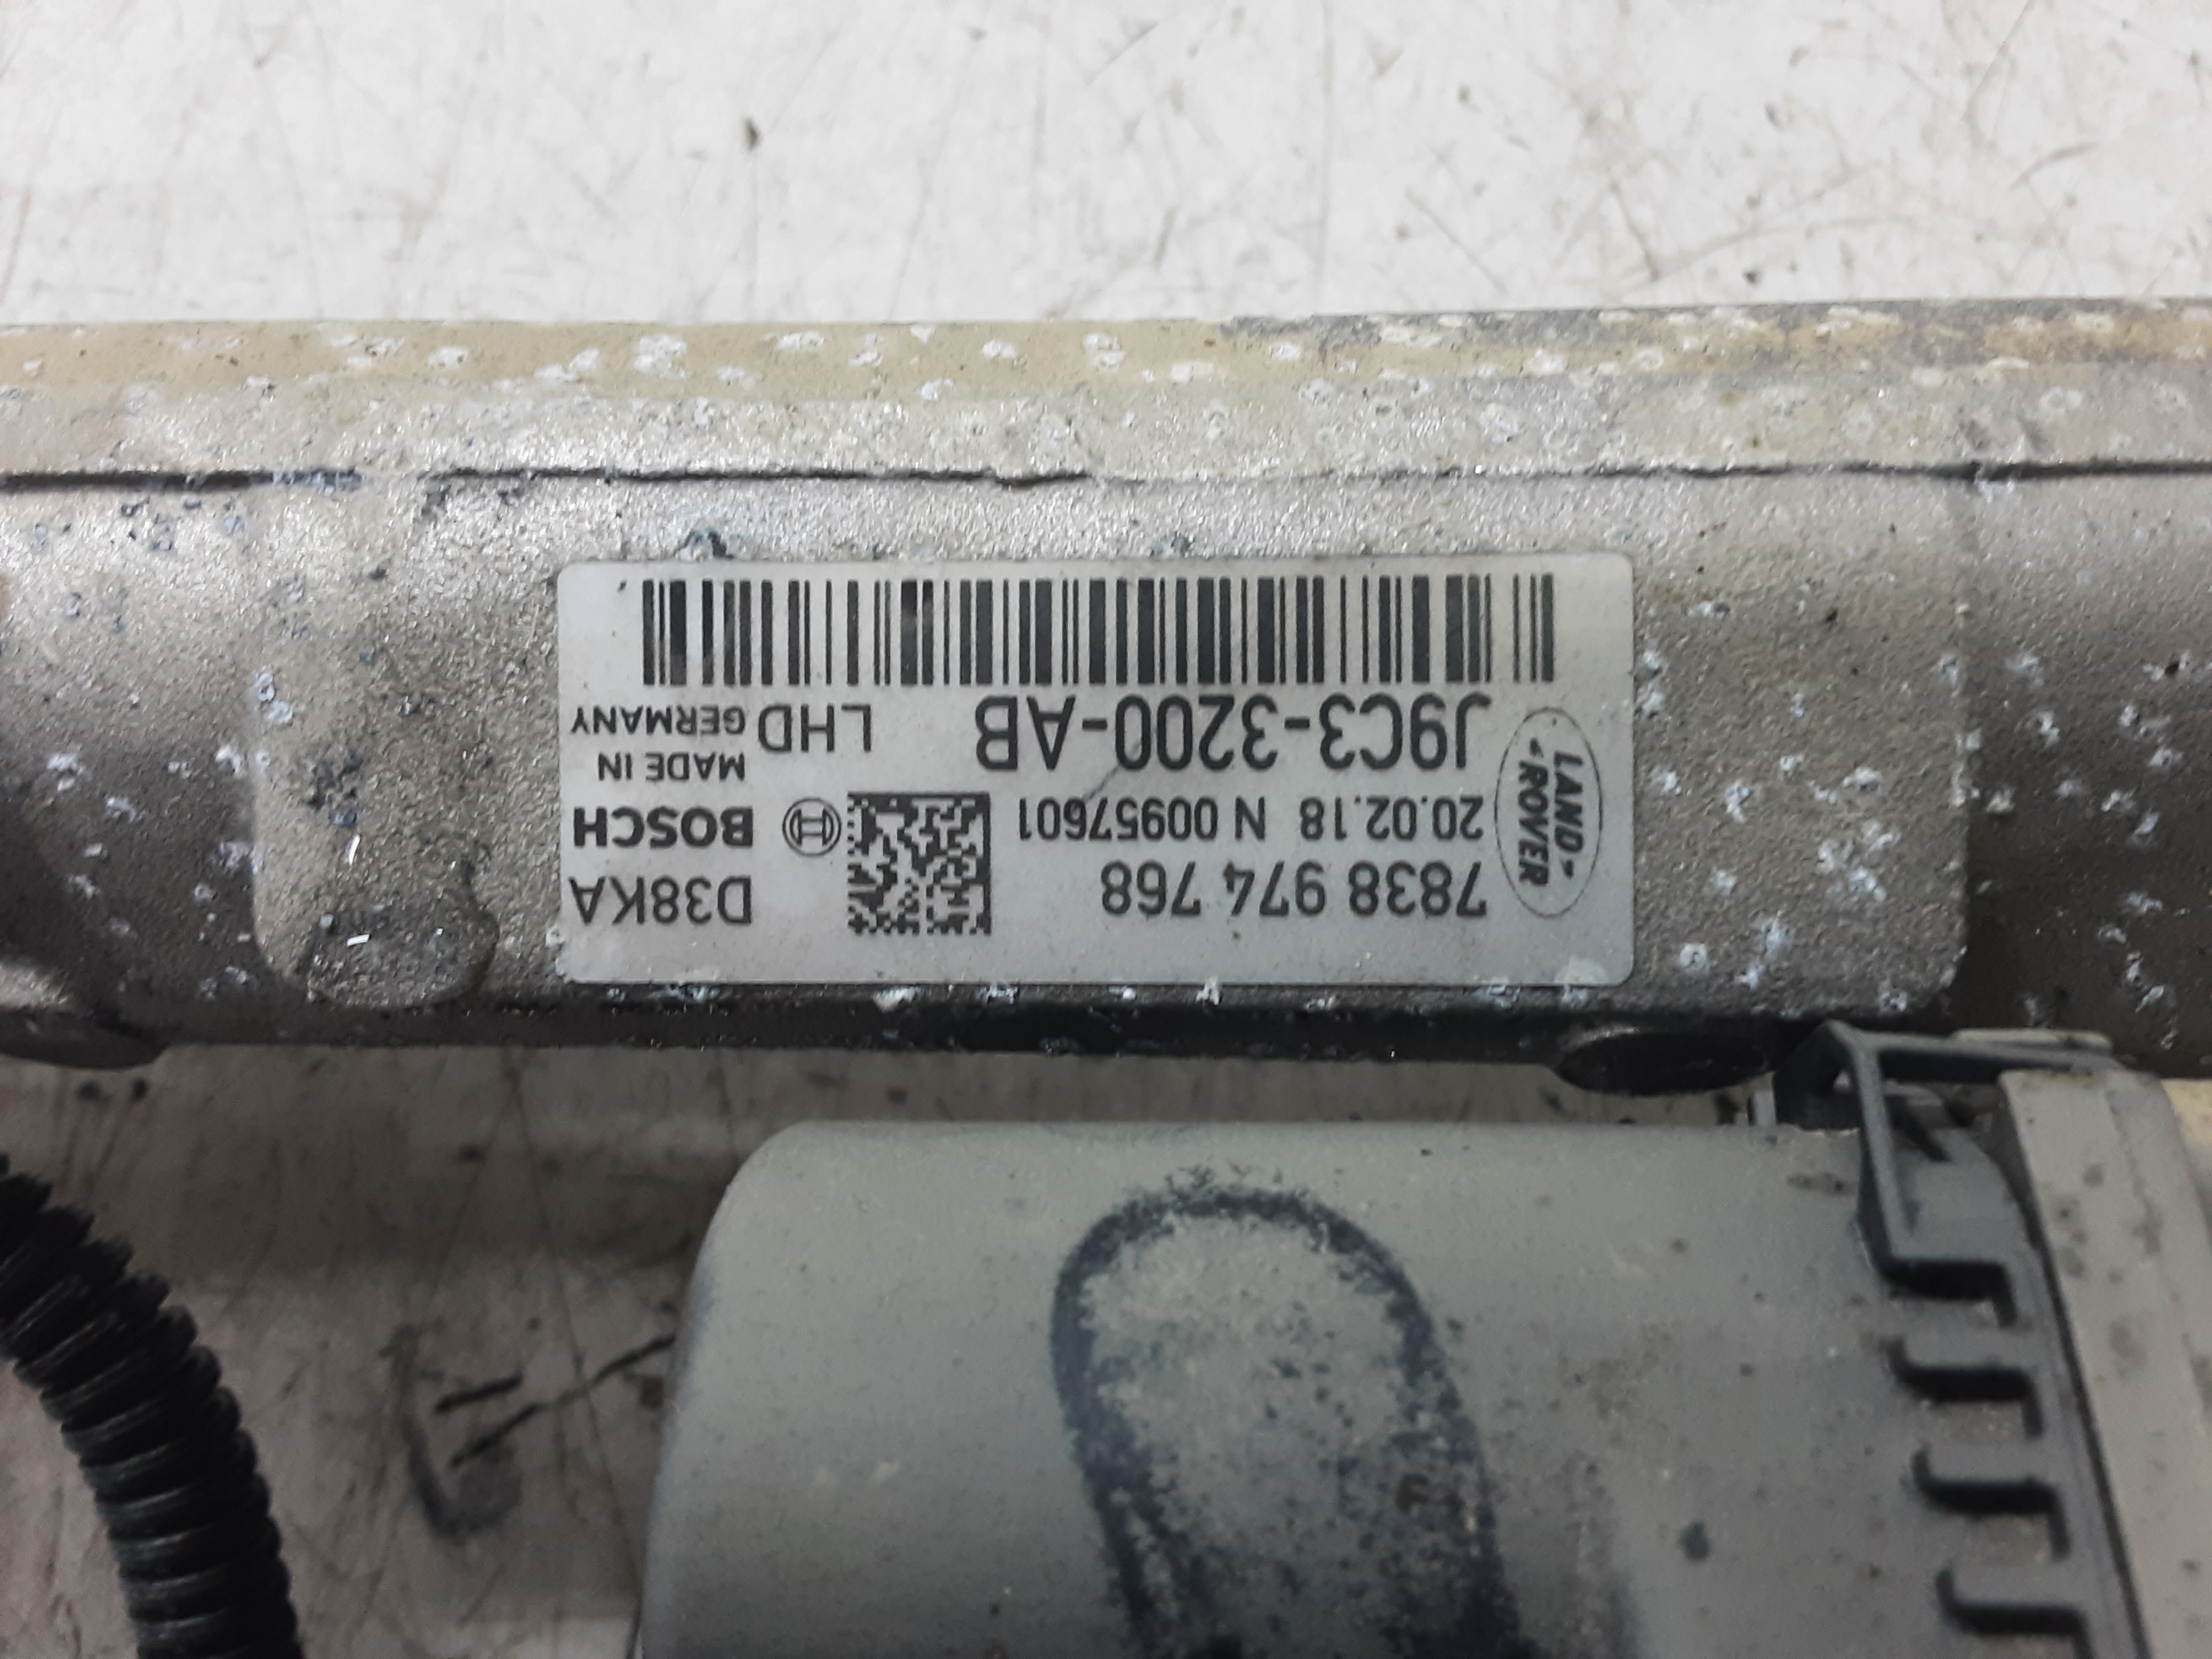 LAND-
-ROVER
7838 974 768
20.02.18 N 00957601
J9C3-3200-AB LHD
D38KA
BOSCH
MADE IN
GERMANY